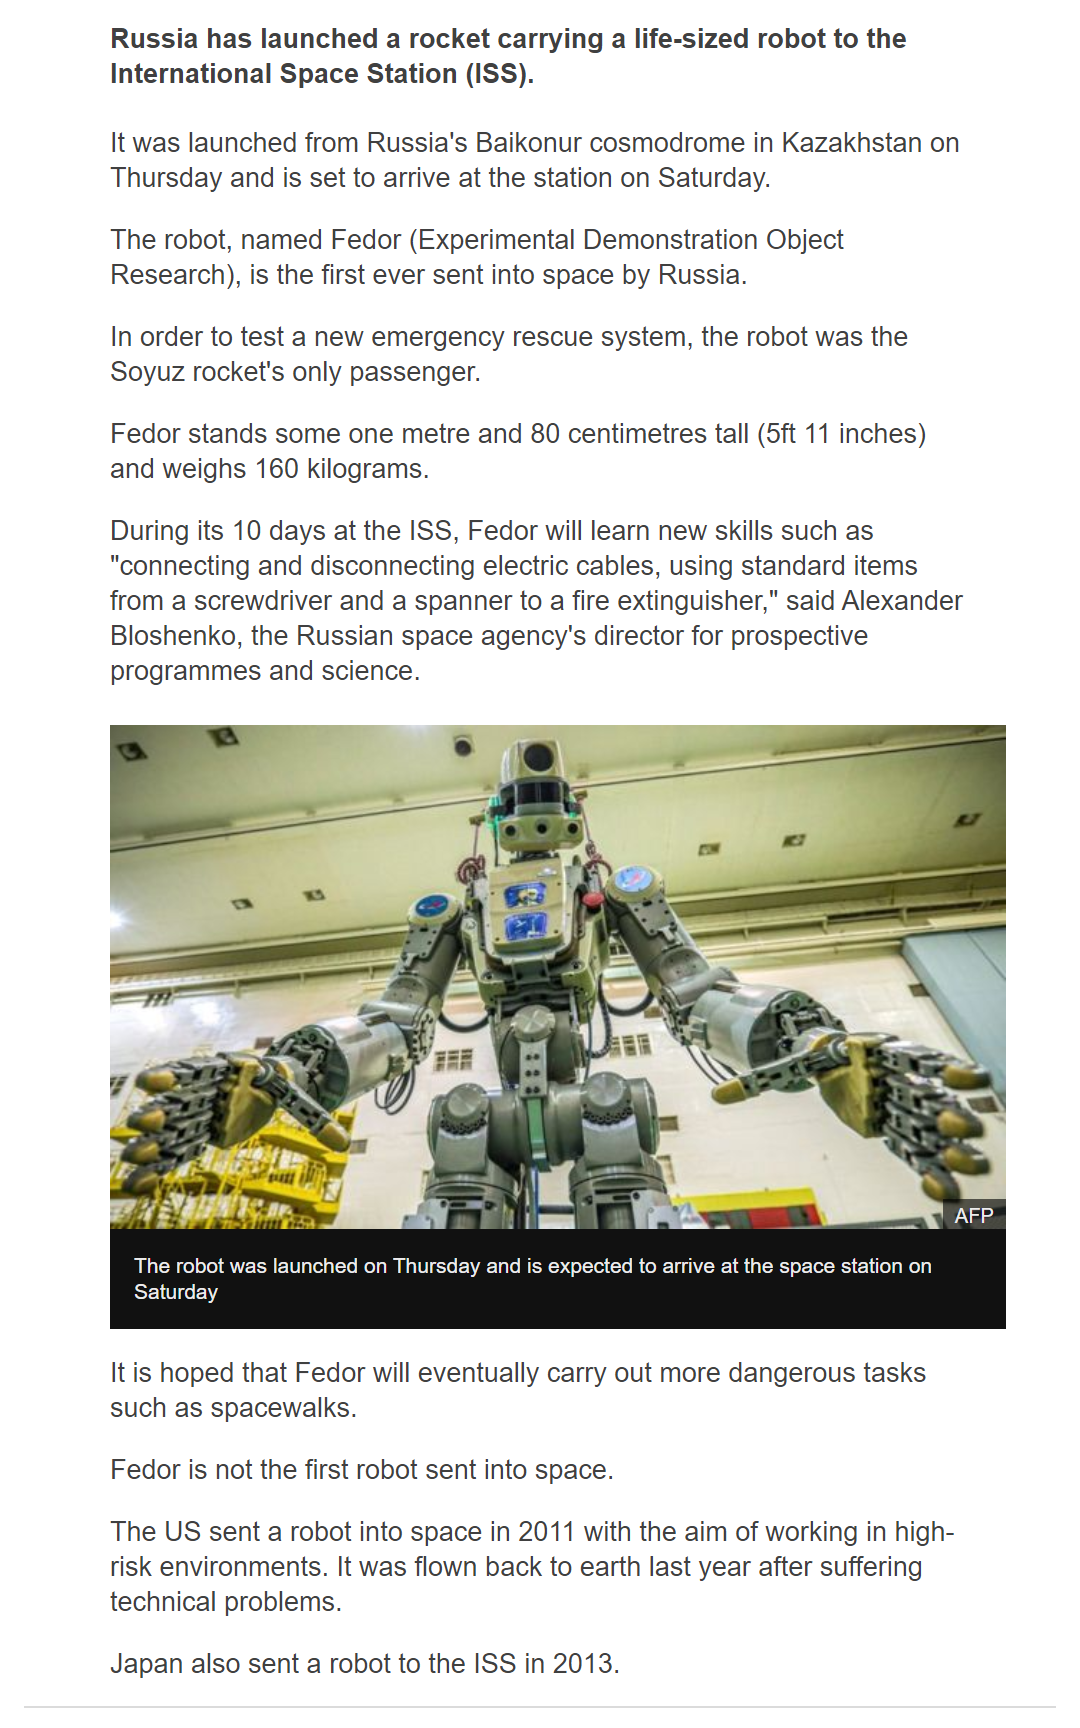 Russia has launched a rocket carrying a life-sized robot to the
International Space Station (ISS).
It was launched from Russia's Baikonur cosmodrome in Kazakhstan on
Thursday and is set to arrive at the station on Saturday.
The robot, named Fedor (Experimental Demonstration Object
Research), is the first ever sent into space by Russia.
In order to test a new emergency rescue system, the robot was the
Soyuz rocket's only passenger.
Fedor stands some one metre and 80 centimetres tall (5ft 11 inches)
and weighs 160 kilograms.
During its 10 days at the ISS, Fedor will learn new skills such as
"connecting and disconnecting electric cables, using standard items
from a screwdriver and a spanner to a fire extinguisher," said Alexander
Bloshenko, the Russian space agency's director for prospective
programmes and science.
AFP
The robot was launched on Thursday and is expected to arrive at the space station on
Saturday
It is hoped that Fedor will eventually carry out more dangerous tasks
such as spacewalks.
Fedor is not the first robot sent into space.
The US sent a robot into space in 2011 with the aim of working in high-
risk environments. It was flown back to earth last year after suffering
technical problems.
Japan also sent a robot to the ISS in 2013.